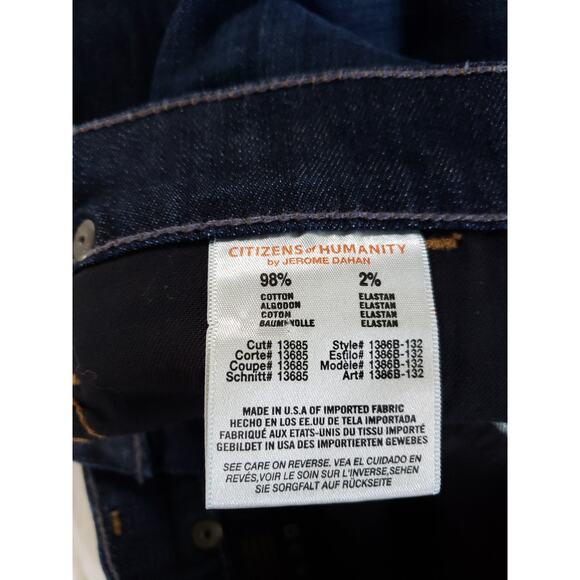 CITIZENS of HUMANITY
by JEROME DAHAN
98% 2%
COTTON ELASTAN
ALGODON ELASTAN
COTON ELASTAN
BAUMWOLLE ELASTAN
Cut# 13685 Style# 1386B-132
Corte# 13685 Estilo# 1386B-132
Coupe# 13685 Modèle# 1386B-132
Schnitt# 13685 Art# 1386B-132
MADE IN U.S.A OF IMPORTED FABRIC
HECHO EN LOS EE.UU DE TELA IMPORTADA
FABRIQUÉ AUX ETATS-UNIS DU TISSU IMPORTÉ
GEBILDET IN USA DES IMPORTIERTEN GEWEBES
SEE CARE ON REVERSE. VEA EL CUIDADO EN
REVÉS,VOIR LE SOIN SUR L'INVERSE,SEHEN
SIE SORGFALT AUF RÜCKSEITE